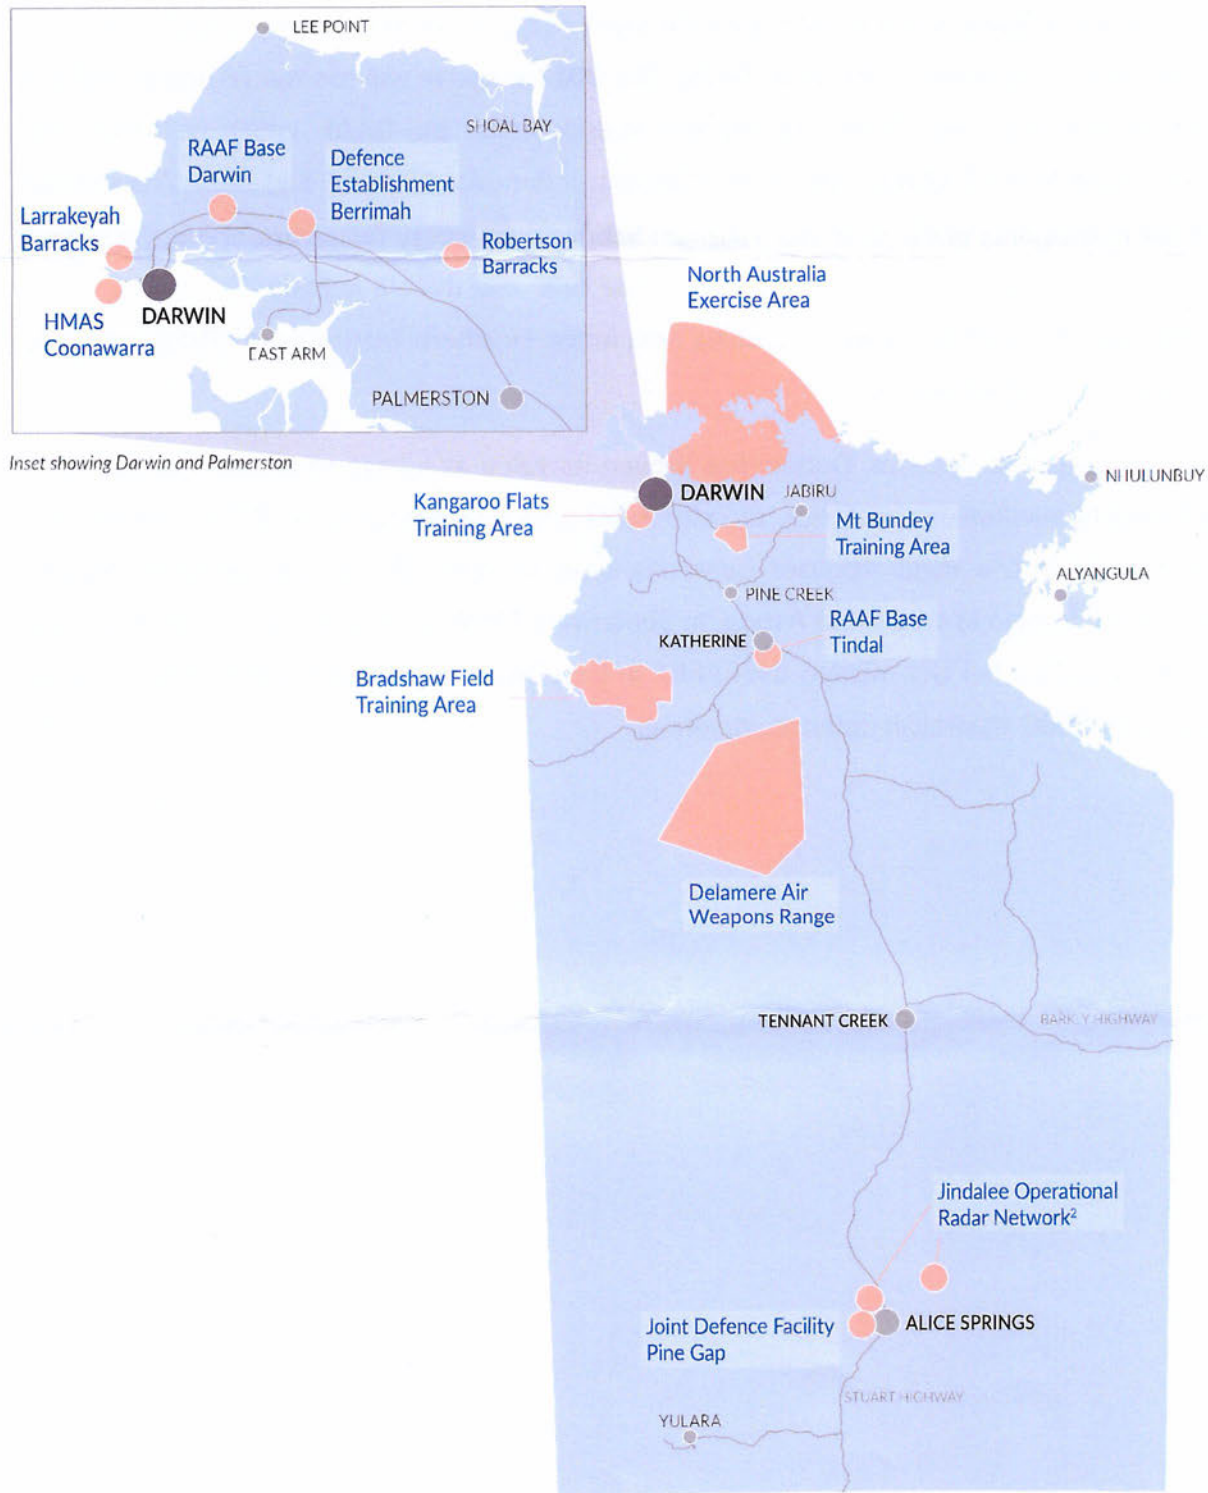 LEE POINT
SHOAL BAY
RAAF Base
Darwin
Defence
Establishment
Berrimah
Larrakeyah
Barracks
Robertson
Barracks
HMAS
Coonawarra
DARWIN
EAST ARM
PALMERSTON
Inset showing Darwin and Palmerston
North Australia
Exercise Area
DARWIN
JABIRU
NHULUNBUY
Kangaroo Flats
Training Area
Mt Bundey
Training Area
ALYANGULA
PINE CREEK
RAAF Base
Tindal
KATHERINE
Bradshaw Field
Training Area
Delamere Air
Weapons Range
TENNANT CREEK
BARKLY HIGHWAY
Jindalee Operational
Radar Network²
Joint Defence Facility
Pine Gap
ALICE SPRINGS
STUART HIGHWAY
YULARA